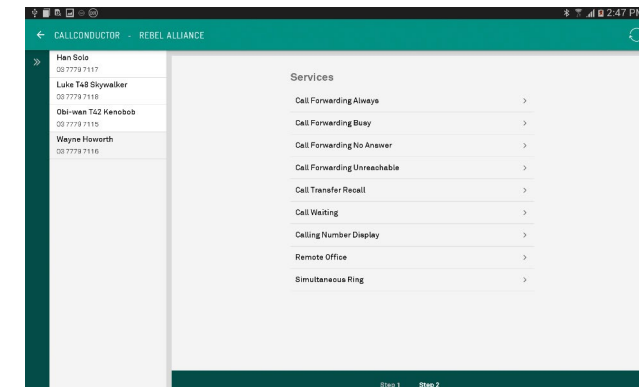 2:47 PM
CALLCONDUCTOR - REBEL ALLIANCE
Han Solo
03 7779 7117
Luke T48 Skywalker
03 7779 7118
Obi-wan T42 Kenobob
03 7779 7115
Wayne Howorth
03 7779 7116
Services
Call Forwarding Always
Call Forwarding Busy
Call Forwarding No Answer
Call Forwarding Unreachable
Call Transfer Recall
Call Waiting
Calling Number Display
Remote Office
Simultaneous Ring
Step 1 Step 2